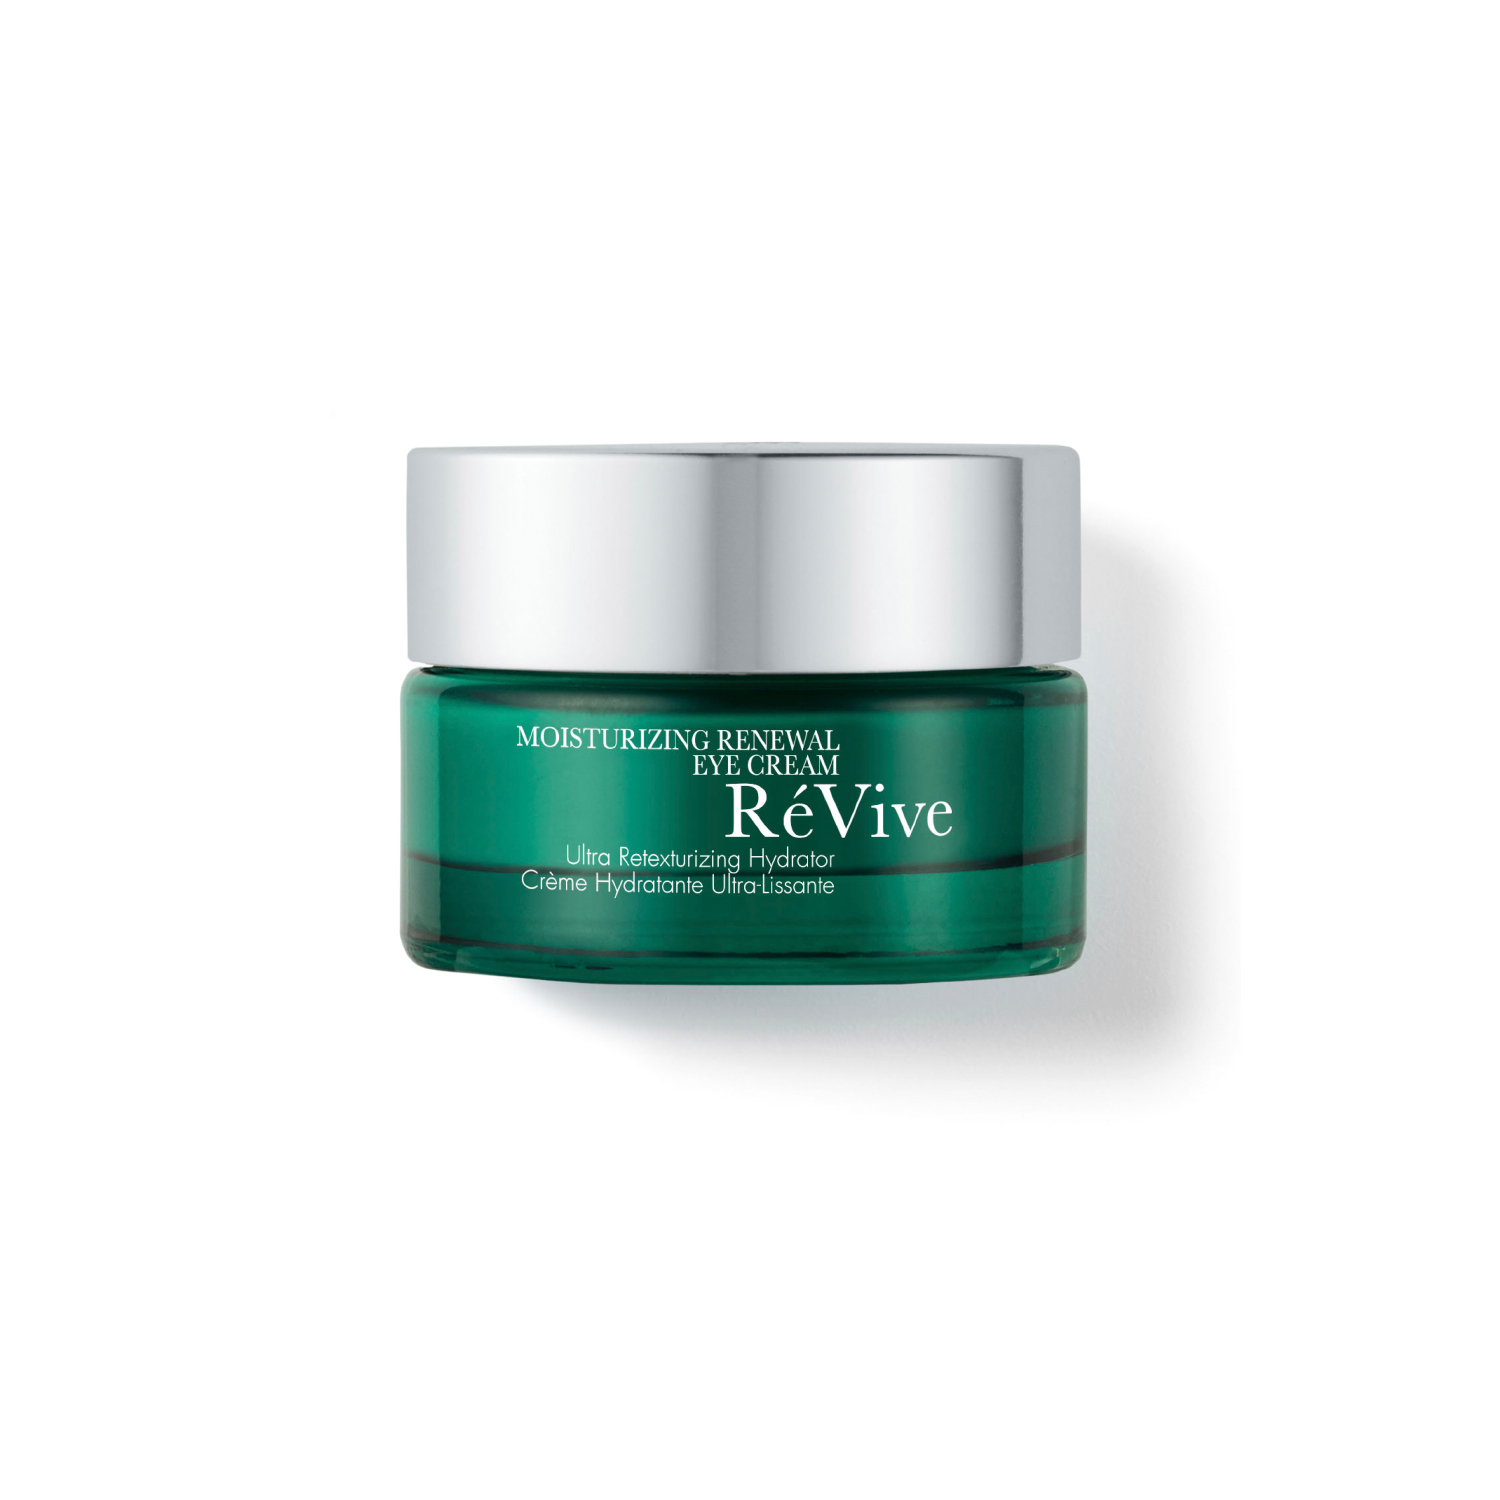 MOISTURIZING RENEWAL
EYE CREAM
RéVive
Ultra Retexturizing Hydrator
Crème Hydratante Ultra-Lissante